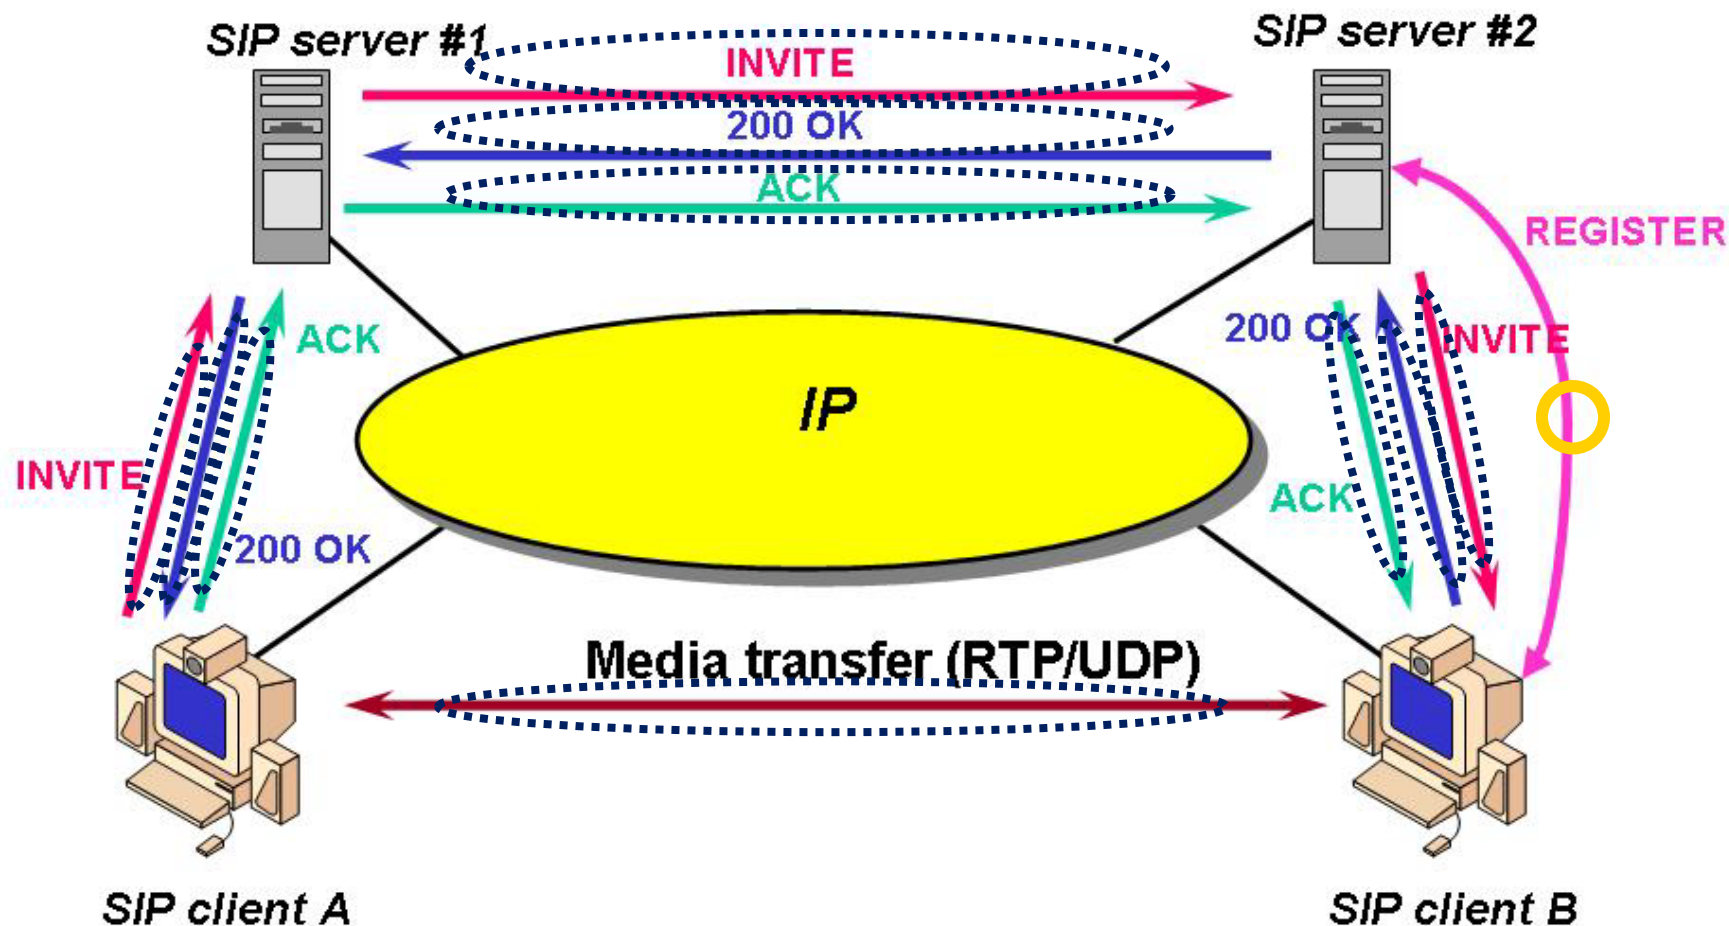 SIP server #1
SIP server #2
INVITE
200 OK
ACK
REGISTER
ACK
200 OK
INVITE
IP
INVITE
ACK
200 OK
Media transfer (RTP/UDP)
SIP client A
SIP client B